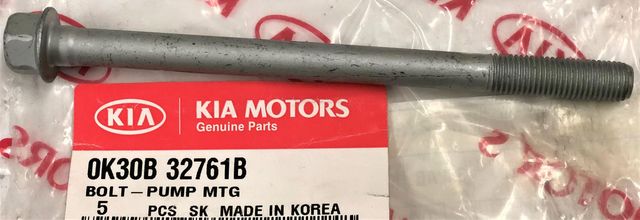 KIA
KIA MOTORS
Genuine Parts
0K30B 32761B
BOLT-PUMP MTG
5 PCS SK MADE IN KOREA